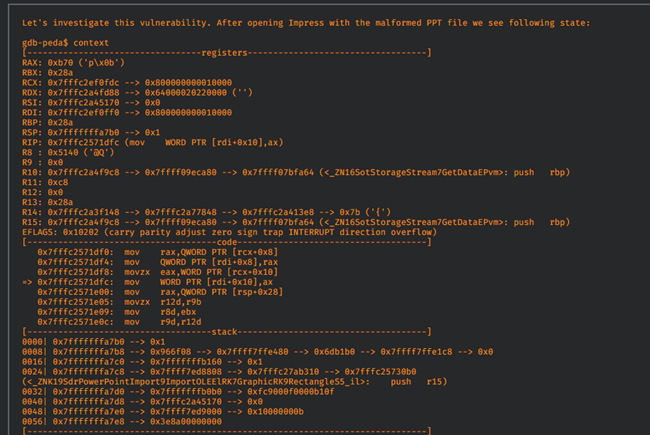 Let's investigate this vulnerability. After opening Impress with the malformed PPT file we see following state:
gdb-peda$ context
[----------------------------------registers-----------------------------------]
RAX: 0xb70 ('p\x0b')
RBX: 0x28a
RCX: 0x7fffc2ef0fdc --> 0x800000000010000
RDX: 0x7fffc2a4fd88 --> 0x64000020220000 ('')
RSI: 0x7fffc2a45170 --> 0x0
RDI: 0x7fffc2ef0ff0 --> 0x800000000010000
RBP: 0x28a
RSP: 0x7fffffffa7b0 --> 0x1
RIP: 0x7fffc2571dfc (mov    WORD PTR [rdi+0x10],ax)
R8 : 0x5140 ('@Q')
R9 : 0x0
R10: 0x7fffc2a4f9c8 --> 0x7ffff09eca80 --> 0x7ffff07bfa64 (<_ZN16SotStorageStream7GetDataEPvm>: push   rbp)
R11: 0xc8
R12: 0x0
R13: 0x28a
R14: 0x7fffc2a3f148 --> 0x7fffc2a77848 --> 0x7fffc2a413e8 --> 0x7b ('{')
R15: 0x7fffc2a4f9c8 --> 0x7ffff09eca80 --> 0x7ffff07bfa64 (<_ZN16SotStorageStream7GetDataEPvm>: push   rbp)
EFLAGS: 0x10202 (carry parity adjust zero sign trap INTERRUPT direction overflow)
[-------------------------------------code-------------------------------------]
0x7fffc2571df0: mov    rax,QWORD PTR [rcx+0x8]
0x7fffc2571df4: mov    QWORD PTR [rdi+0x8],rax
0x7fffc2571df8: movzx  eax,WORD PTR [rcx+0x10]
=> 0x7fffc2571dfc: mov    WORD PTR [rdi+0x10],ax
0x7fffc2571e00: mov    rax,QWORD PTR [rsp+0x28]
0x7fffc2571e05: movzx  r12d,r9b
0x7fffc2571e09: mov    r8d,ebx
0x7fffc2571e0c: mov    r9d,r12d
[------------------------------------stack-------------------------------------]
0000| 0x7fffffffa7b0 --> 0x1
0008| 0x7fffffffa7b8 --> 0x966f08 --> 0x7ffff7ffe480 --> 0x6db1b0 --> 0x7ffff7ffe1c8 --> 0x0
0016| 0x7fffffffa7c0 --> 0x7fffffffb160 --> 0x1
0024| 0x7fffffffa7c8 --> 0x7ffff7ed8808 --> 0x7fffc27ab310 --> 0x7fffc25730b0
(<_ZNK19SdrPowerPointImport9ImportOLEElRK7GraphicRK9RectangleS5_il>:    push   r15)
0032| 0x7fffffffa7d0 --> 0x7fffffffb0b0 --> 0xfc9000f0000b10f
0040| 0x7fffffffa7d8 --> 0x7fffc2a45170 --> 0x0
0048| 0x7fffffffa7e0 --> 0x7ffff7ed9000 --> 0x10000000b
0056| 0x7fffffffa7e8 --> 0x3e8a00000000
[------------------------------------------------------------------------------]